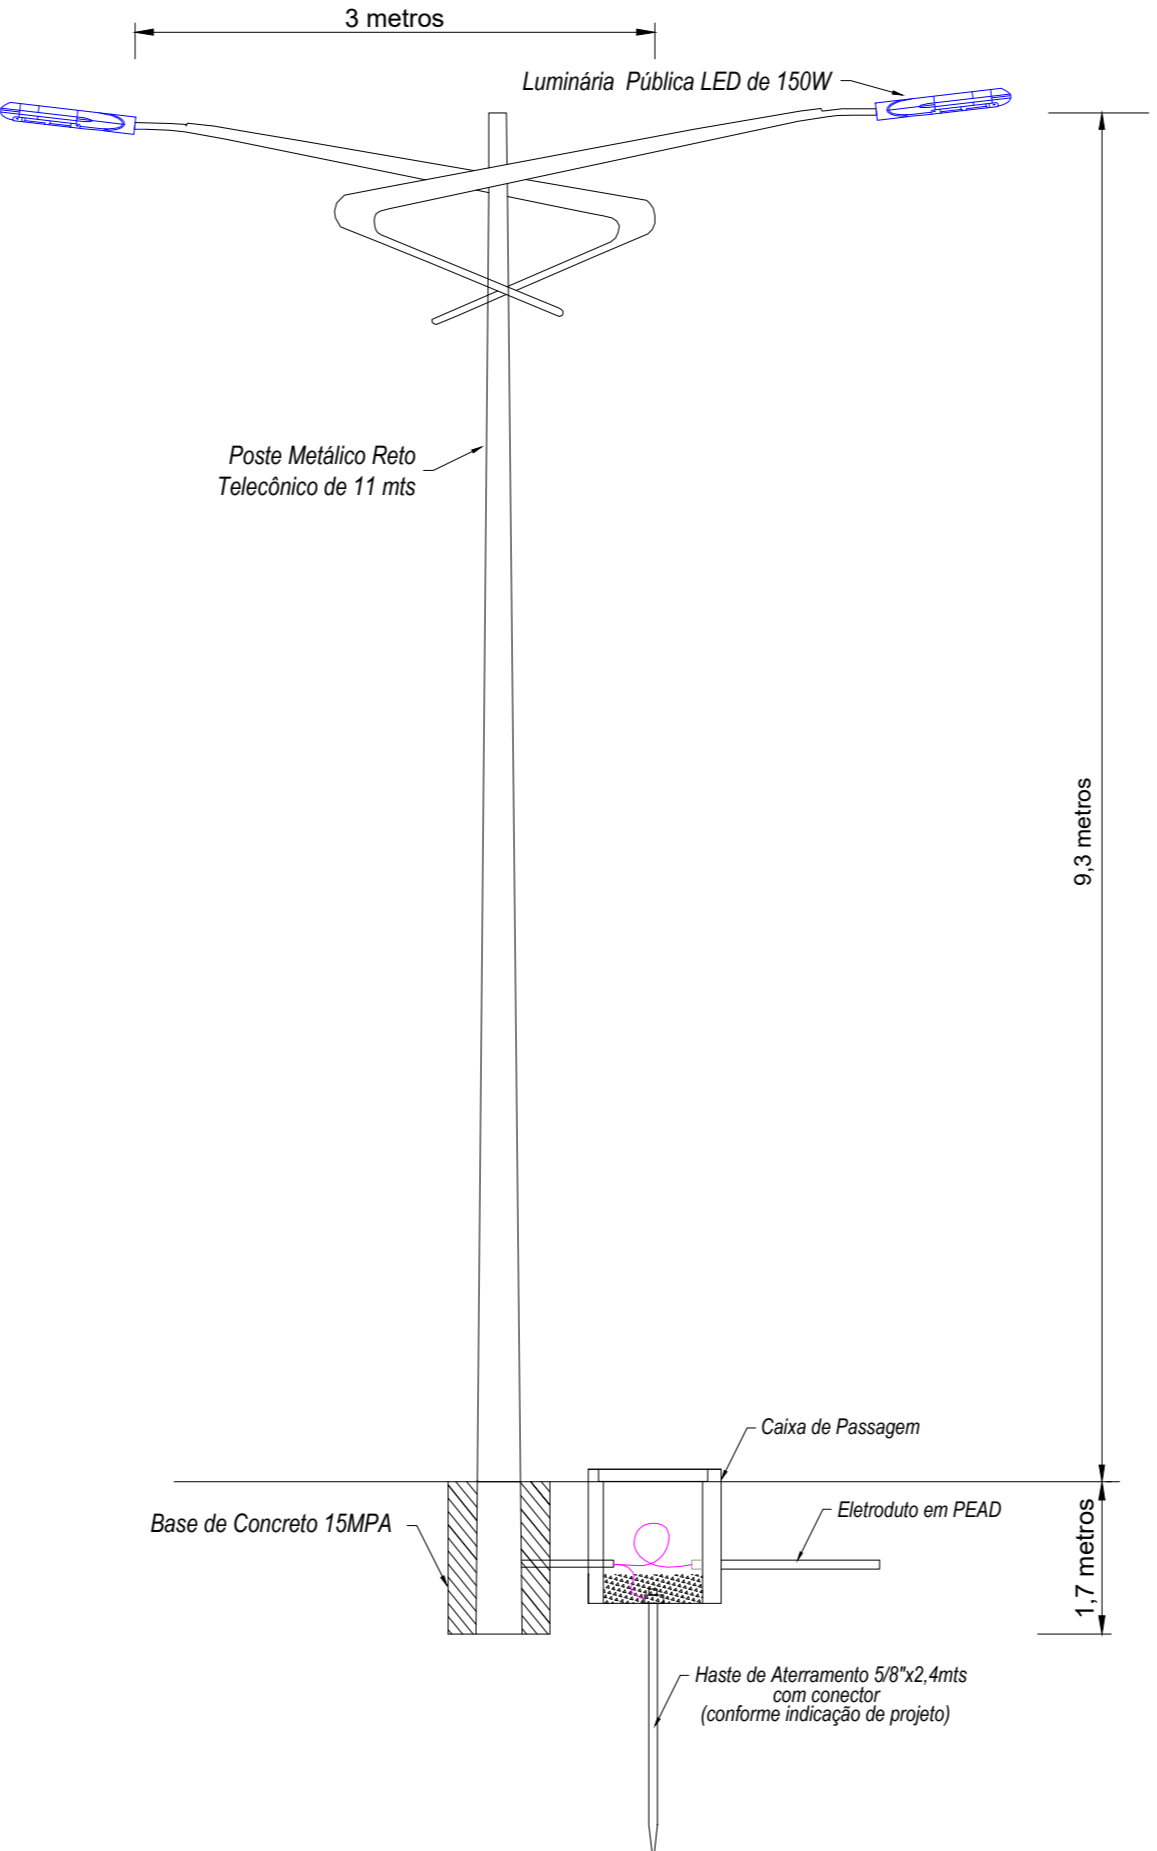 3 metros
Luminária Pública LED de 150W
Poste Metálico Reto
Telecônico de 11 mts
9,3 metros
Caixa de Passagem
Eletroduto em PEAD
Base de Concreto 15MPA
1,7 metros
Haste de Aterramento 5/8"x2,4mts
com conector
(conforme indicação de projeto)